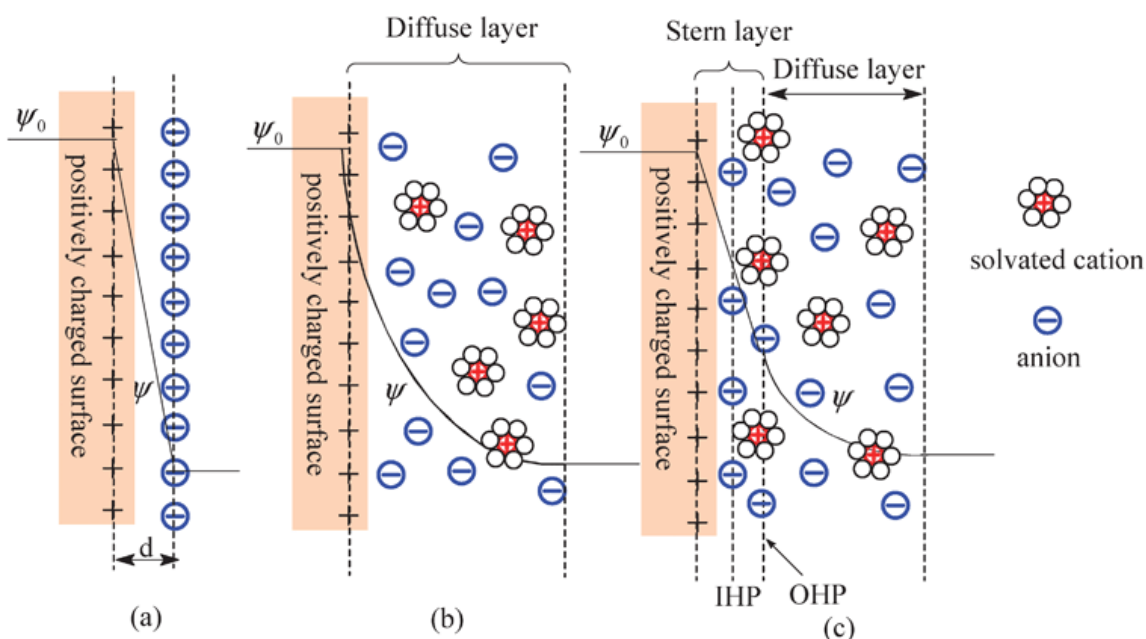 Diffuse layer
Stern layer
Diffuse layer
ψ₀
ψ₀
ψ₀
positively charged surface
positively charged surface
positively charged surface
ψ
ψ
ψ
solvated cation
anion
d
IHP
OHP
(a)
(b)
(c)